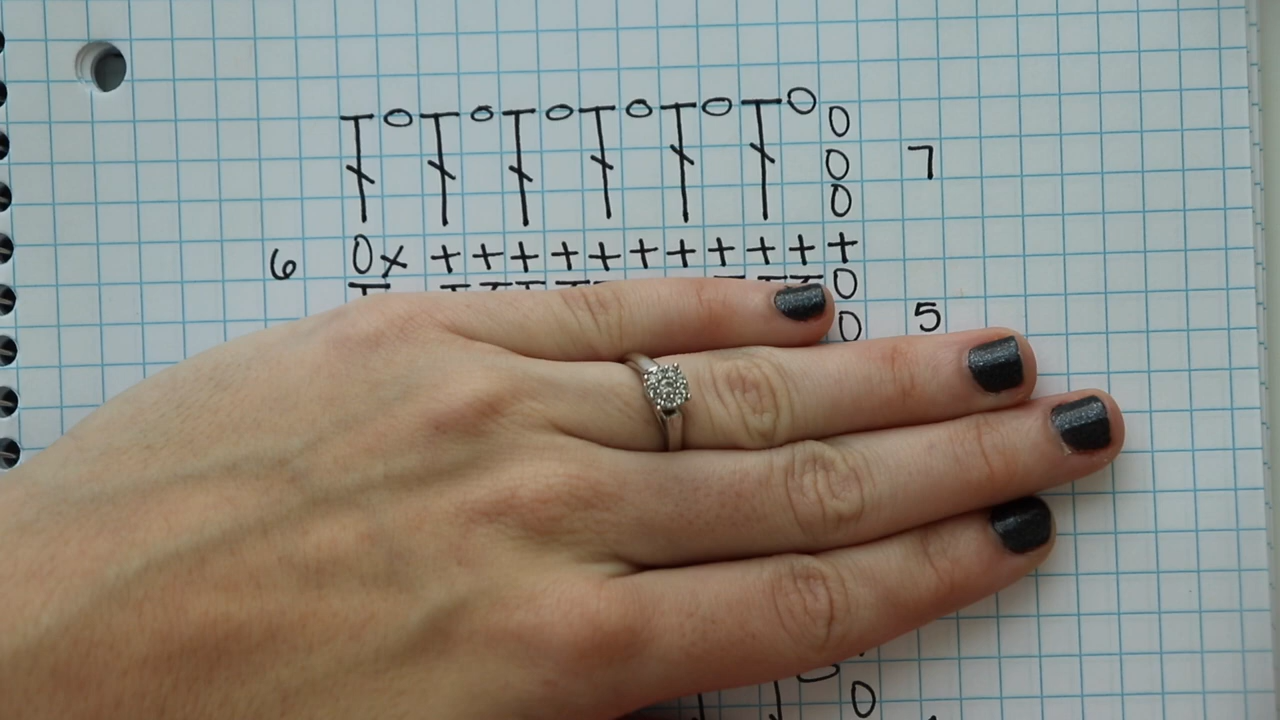 T O T O T O T O T O T O O
O 7
O
6 O x + + + + + + + + + + +
O
O 5
O